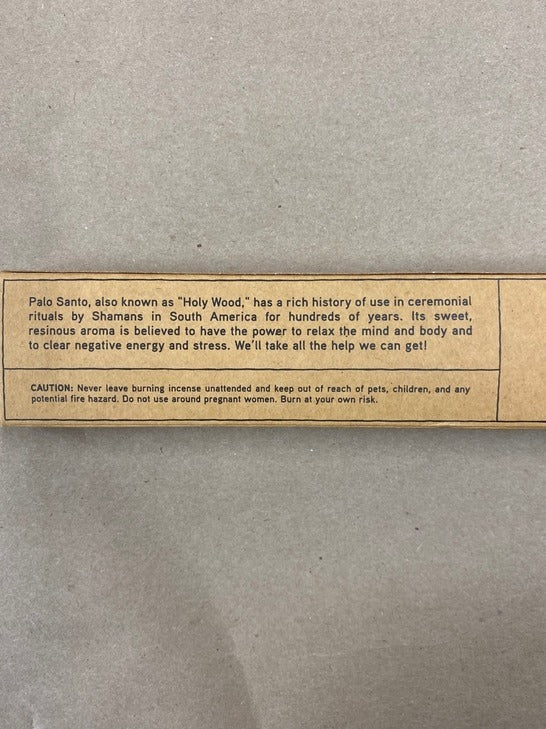 Palo Santo, also known as "Holy Wood," has a rich history of use in ceremonial
rituals by Shamans in South America for hundreds of years. Its sweet,
resinous aroma is believed to have the power to relax the mind and body and
to clear negative energy and stress. We'll take all the help we can get!
CAUTION: Never leave burning incense unattended and keep out of reach of pets, children, and any
potential fire hazard. Do not use around pregnant women. Burn at your own risk.